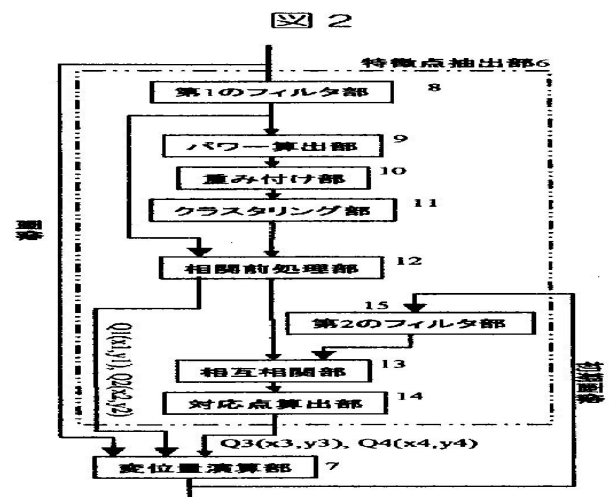 図2
特徴点抽出部6
第1のフィルタ部 8
パワー算出部 9
重み付け部 10
クラスタリング部 11
画像
相関前処理部 12
15
第2のフィルタ部
Q1(x1,y1), Q2(x2,y2)
相互相関部 13
初期画像
対応点算出部 14
Q3(x3,y3), Q4(x4,y4)
変位量演算部 7